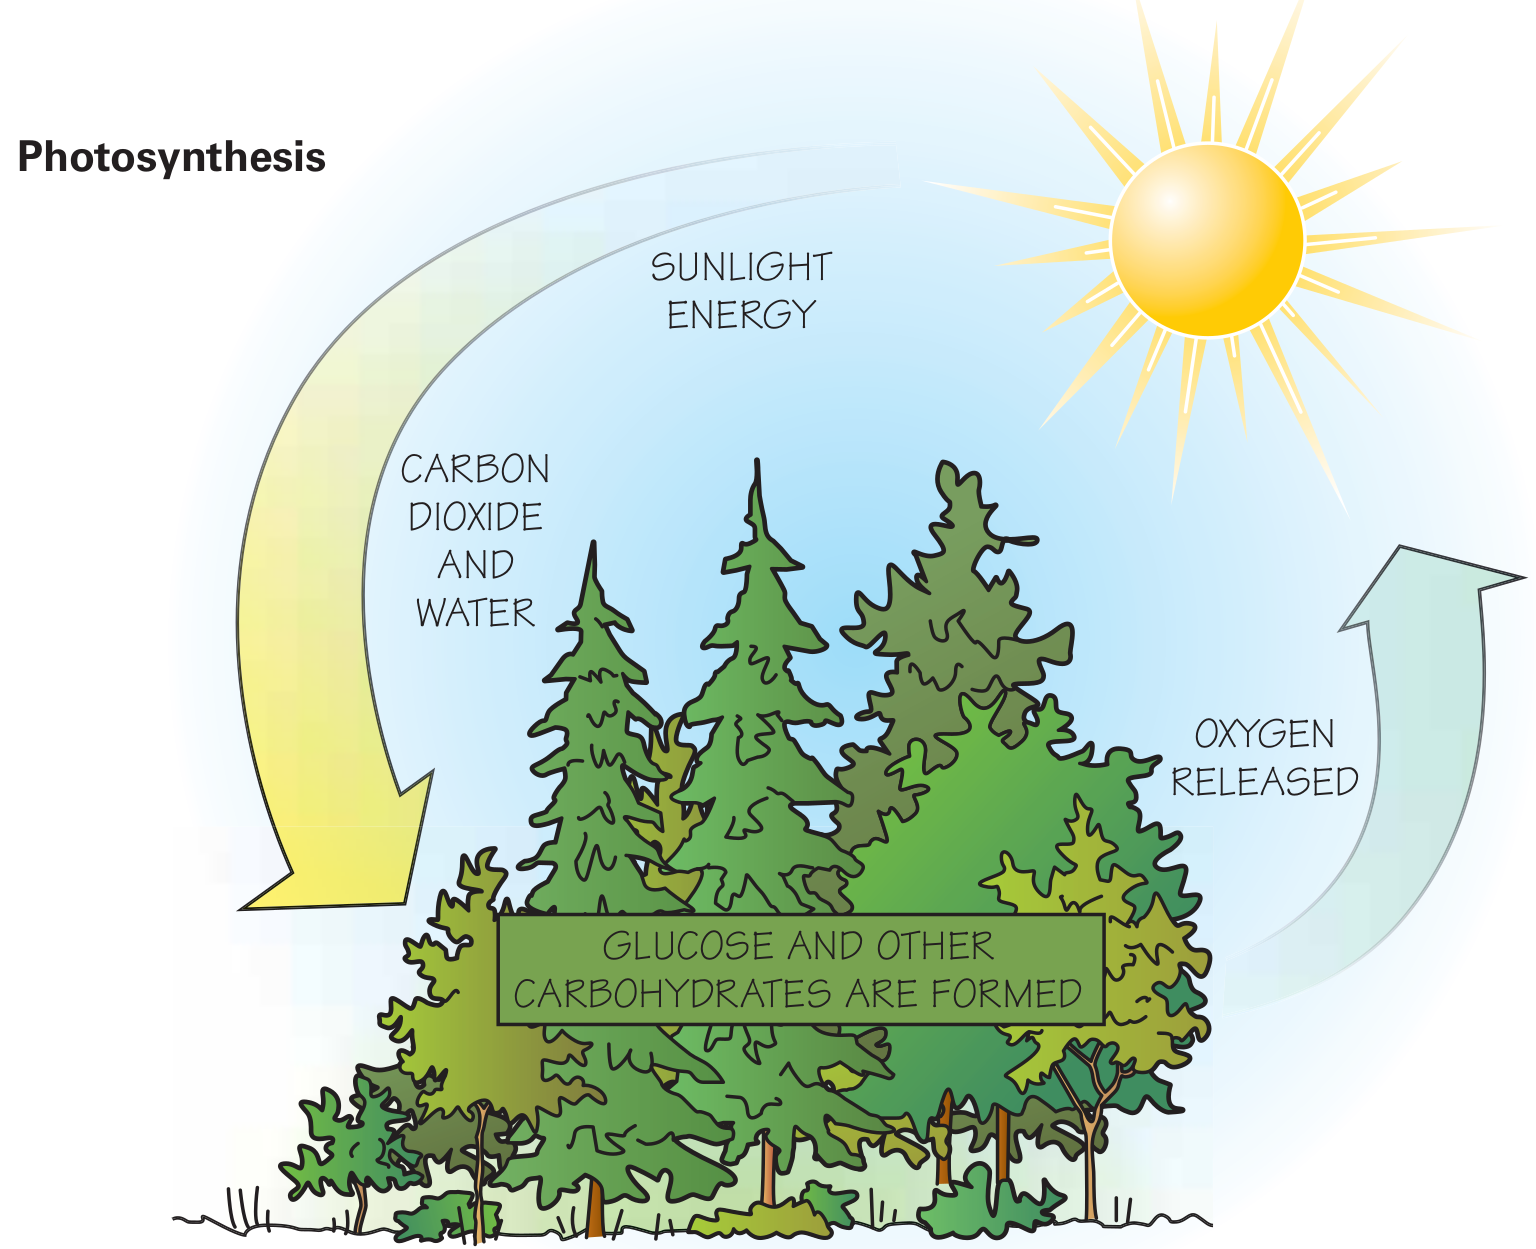 Photosynthesis
SUNLIGHT
ENERGY
CARBON
DIOXIDE
AND
WATER
OXYGEN
RELEASED
GLUCOSE AND OTHER
CARBOHYDRATES ARE FORMED